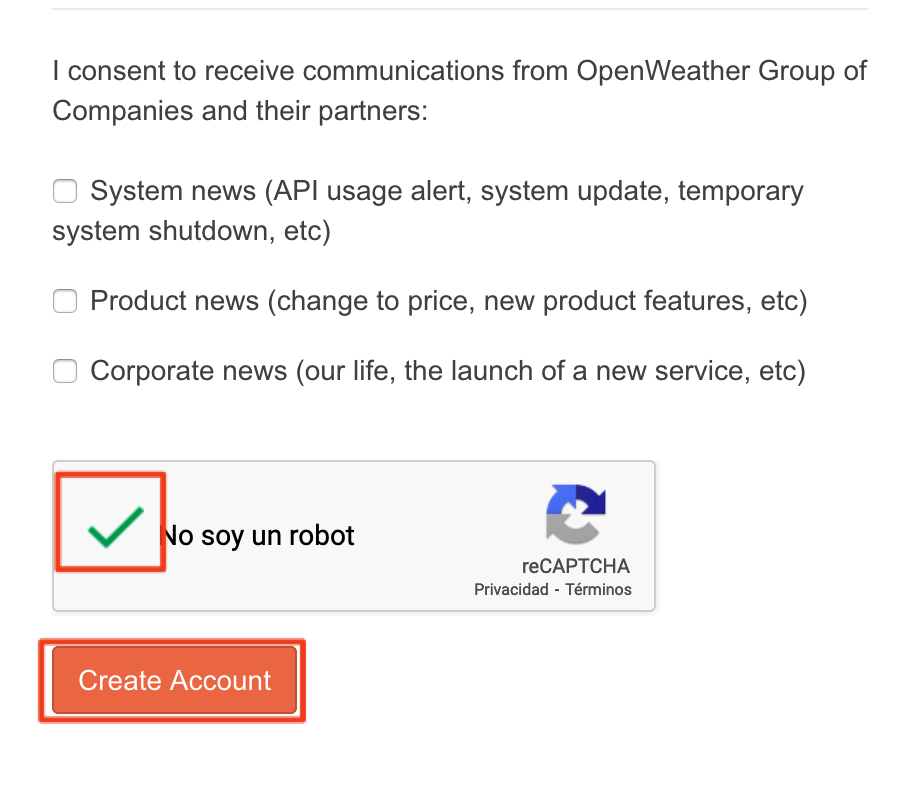 I consent to receive communications from OpenWeather Group of
Companies and their partners:
System news (API usage alert, system update, temporary
system shutdown, etc)
Product news (change to price, new product features, etc)
Corporate news (our life, the launch of a new service, etc)
No soy un robot
reCAPTCHA
Privacidad - Términos
Create Account